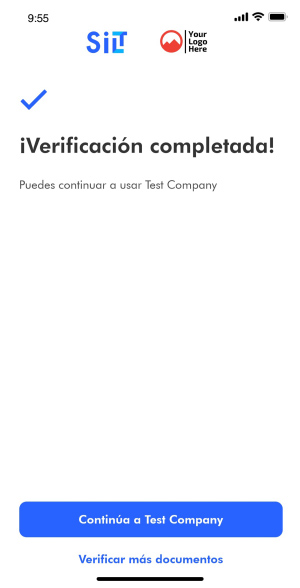 9:55
SiLT
Your
Logo
Here
¡Verificación completada!
Puedes continuar a usar Test Company
Continúa a Test Company
Verificar más documentos